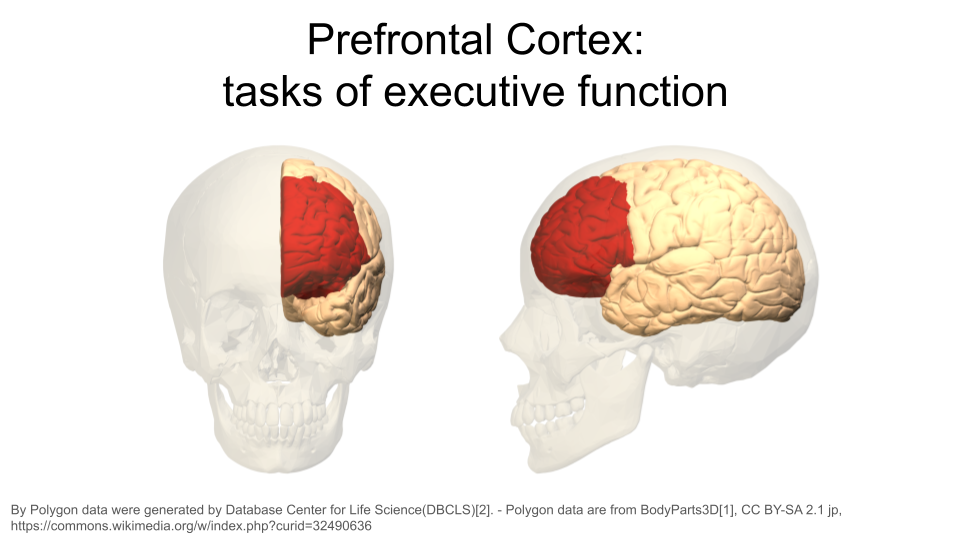 Prefrontal Cortex:
tasks of executive function
By Polygon data were generated by Database Center for Life Science(DBCLS)[2]. - Polygon data are from BodyParts3D[1], CC BY-SA 2.1 jp,
https://commons.wikimedia.org/w/index.php?curid=32490636